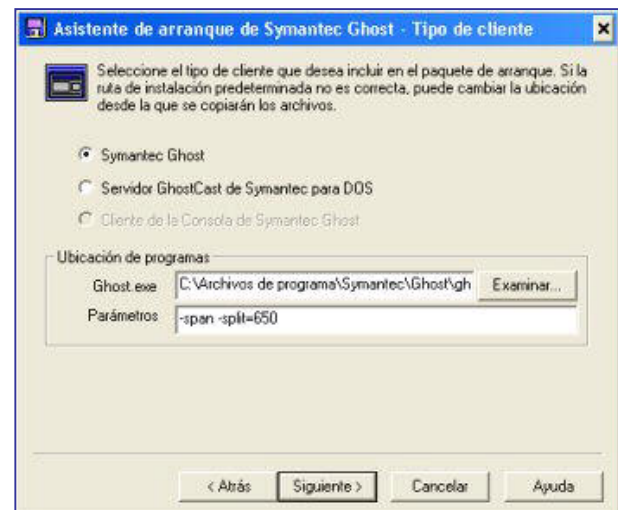 Asistente de arranque de Symantec Ghost - Tipo de cliente
Seleccione el tipo de cliente que desea incluir en el paquete de arranque. Si la
ruta de instalación predeterminada no es correcta, puede cambiar la ubicación
desde la que se copiarán los archivos.
Symantec Ghost
Servidor GhostCast de Symantec para DOS
Cliente de la Consola de Symantec Ghost
Ubicación de programas
Ghost.exe C:\Archivos de programa\Symantec\Ghost\gh Examinar...
Parámetros -span -split=650
< Atrás Siguiente > Cancelar Ayuda